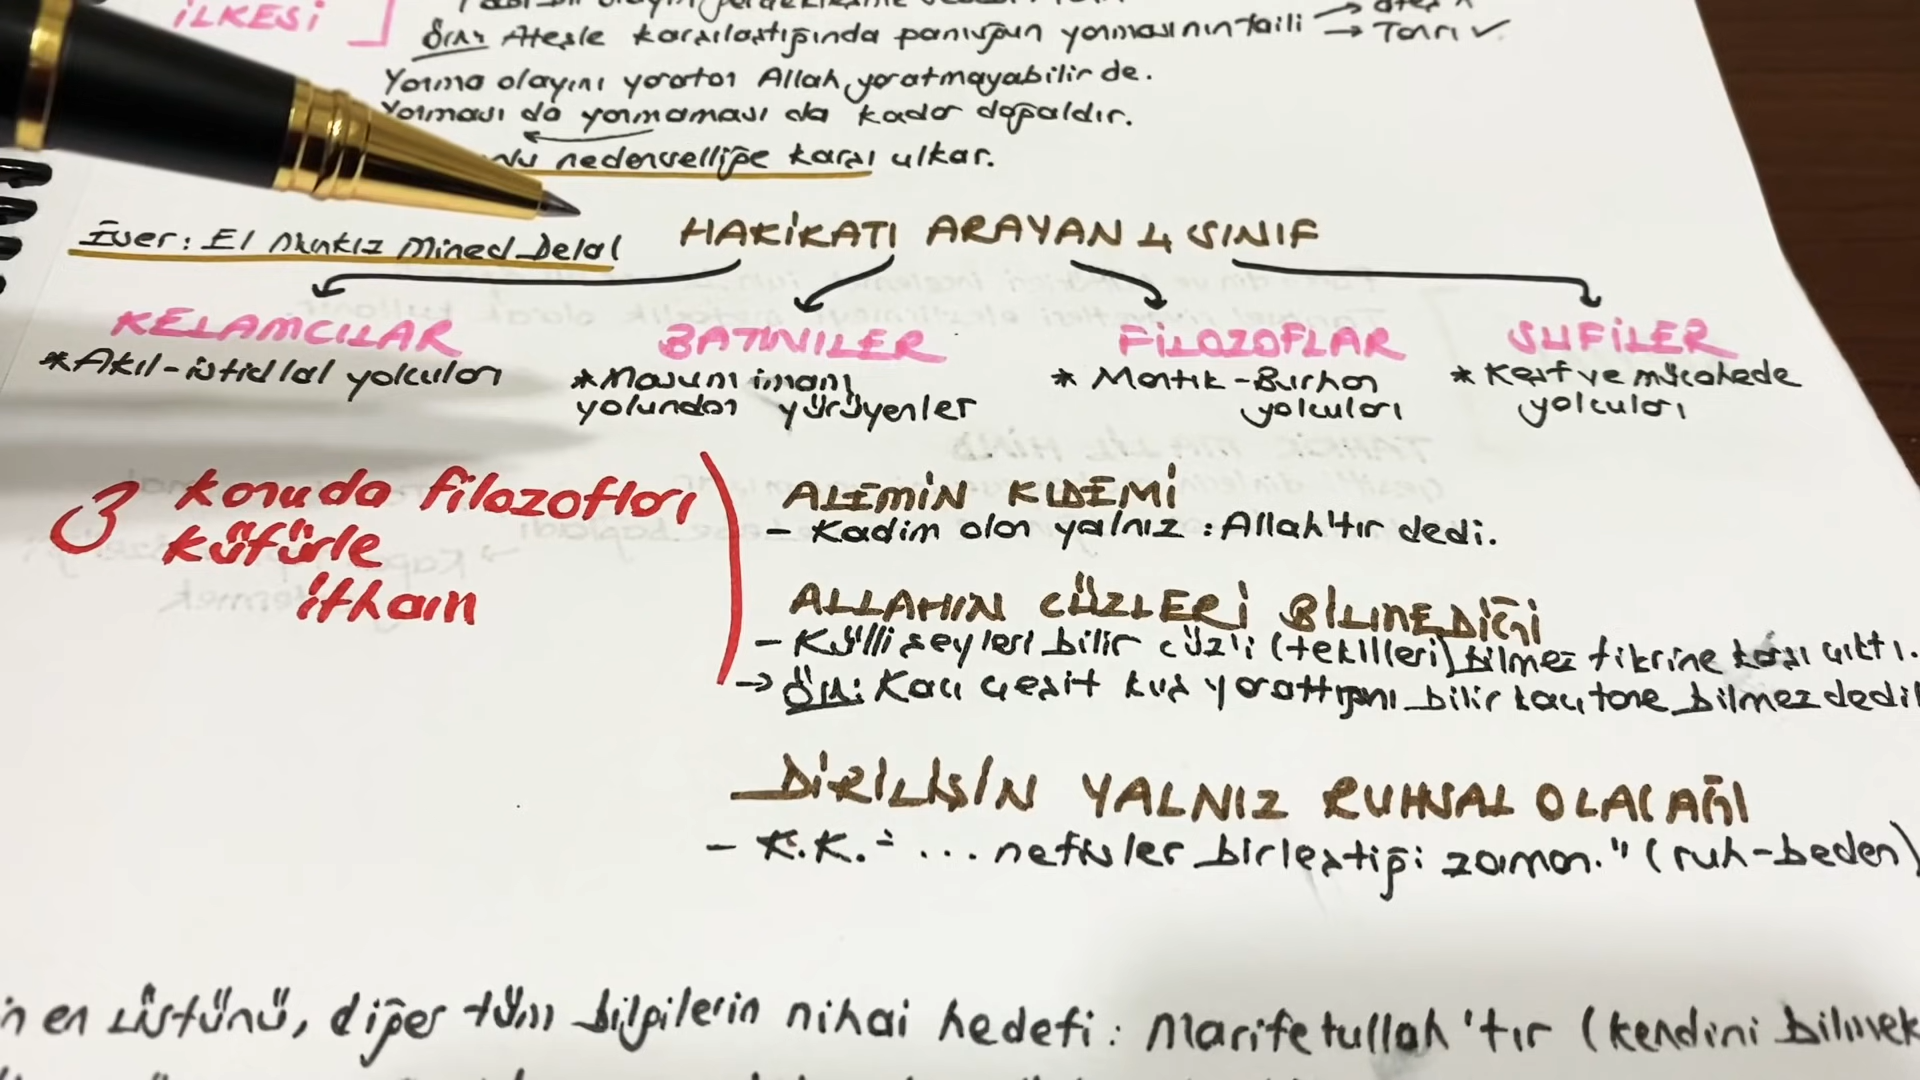 İLKESİ
Örn: Ateşle karşılaştığında pamuğun yanmasının faili → Tanrı ✓
Yanma olayını yaratan Allah, yaratmayabilir de.
Yanması da yanmaması da kadar doğaldır.
nedenselliğe karşı çıkar.
Eser: El Munkız Mined Delal
HAKİKATI ARAYAN 4 SINIF
KELAMCILAR
* Akıl-istidlal yolcuları
BATINILER
* Masum imam
yolundan yürüyenler
FİLOZOFLAR
* Mantık-Burhan
yolcuları
SUFİLER
* Keşf ve müşahede
yolcuları
3 konuda filozofları
küfürle
itham
ALEMİN KIDEMİ
- Kadim olan yalnız : Allah'tır dedi.
ALLAHIN CÜZLERİ BİLMEDİĞİ
- Külli şeyleri bilir cüz'i (tekilleri) bilmez fikrine karşı çıktı.
→ Örn: Kaç çeşit kuş yarattığını bilir kaç tane bilmez dedil
DİRİLİŞİN YALNIZ RUHSAL OLACAĞI
- K.K. = "...nefisler birleştiği zaman." (ruh-beden)
n en üstünü, diğer tüm bilgilerin nihai hedefi : Marifetullah'tır (kendini bilmek